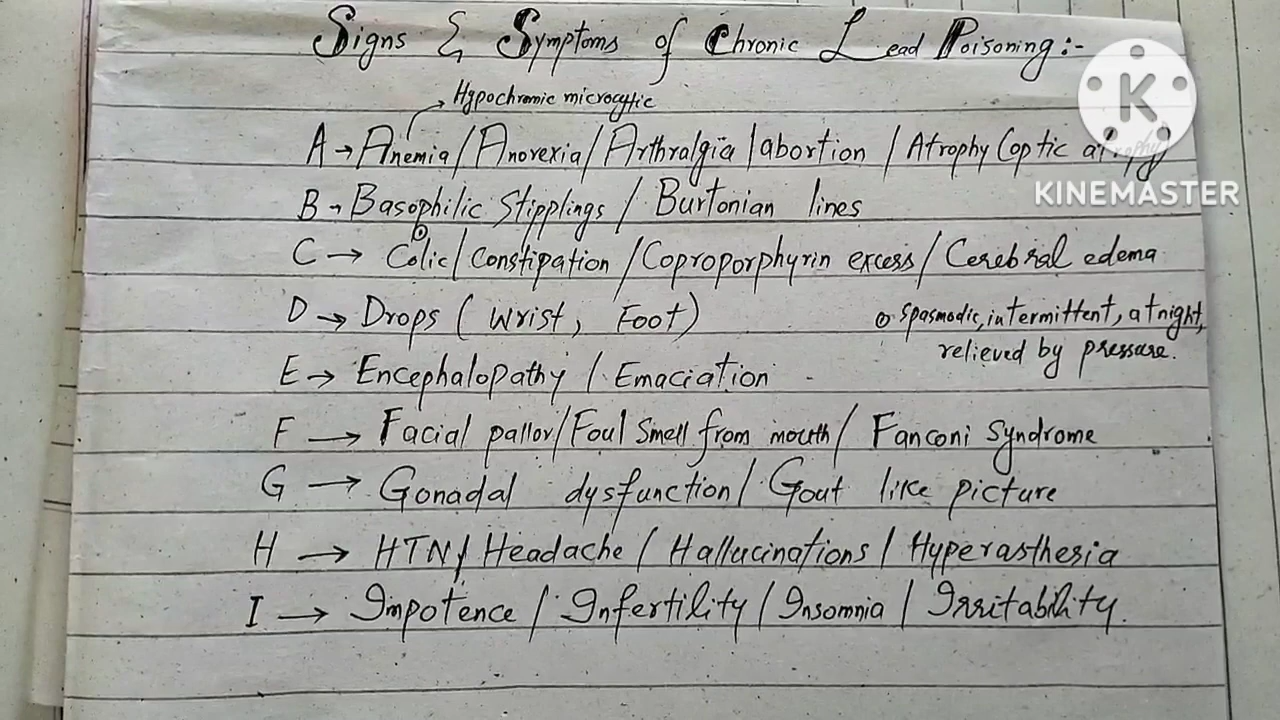 Signs & Symptoms of Chronic Lead Poisoning:-
Hypochromic microcytic
A → Anemia/Anorexia/Arthralgia/abortion / Atrophy (optic atrophy
K
KINEMASTER
B → Basophilic Stipplings / Burtonian lines
C → Colic/Constipation /Coproporphyrin excess/ Cerebral edema
D → Drops ( Wrist, Foot)
⊙ spasmodic, intermittent, at night,
relieved by pressure.
E → Encephalopathy / Emaciation
F → Facial pallor/Foul Smell from mouth/ Fanconi Syndrome
G → Gonadal dysfunction/ Gout like picture
H → HTN/ Headache / Hallucinations / Hyperasthesia
I → Impotence / Infertility / Insomnia / Irritability.